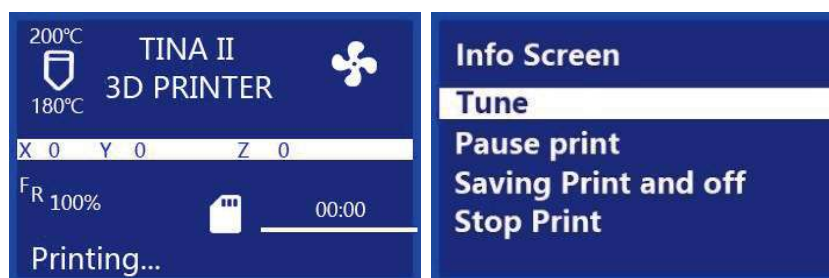 200℃
TINA II
3D PRINTER
180℃
X 0 Y 0 Z 0
FR 100%
00:00
Printing...
Info Screen
Tune
Pause print
Saving Print and off
Stop Print